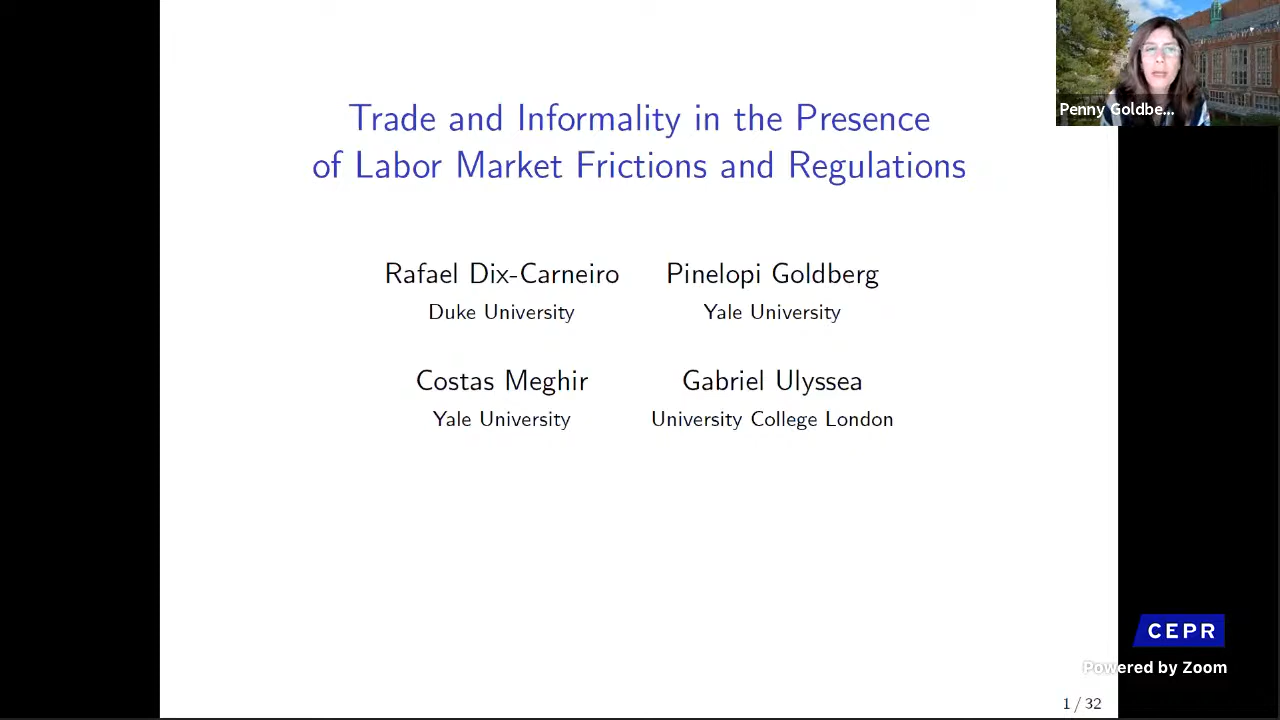 Trade and Informality in the Presence
of Labor Market Frictions and Regulations
Rafael Dix-Carneiro Pinelopi Goldberg
Duke University Yale University
Costas Meghir Gabriel Ulyssea
Yale University University College London
Penny Goldbe...
CEPR
Powered by Zoom
1 / 32